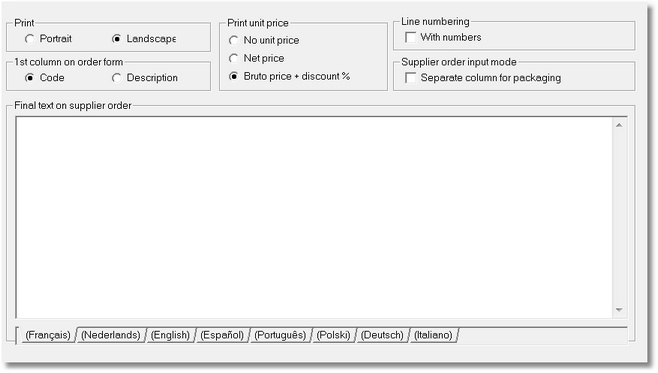 Print
Portrait
Landscape
1st column on order form
Code
Description
Print unit price
No unit price
Net price
Bruto price + discount %
Line numbering
With numbers
Supplier order input mode
Separate column for packaging
Final text on supplier order
(Français) (Nederlands) (English) (Español) (Português) (Polski) (Deutsch) (Italiano)